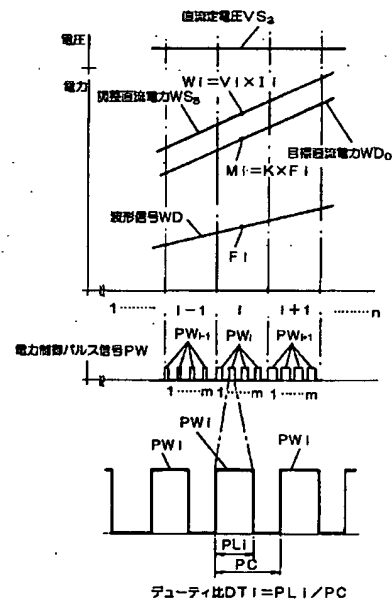 直流定電圧VS₂
電圧
電力
Wi=Vi×Ii
調整直流電力WS₅
目標直流電力WD₀
Mi=K×Fi
波形信号WD
Fi
1………i-1 i i+1 ………n
PWi-1 PWi PWi+1
電力制御パルス信号PW
1……m 1……m 1……m
PWi PWi PWi
PLi
PC
デューティ比DTi=PLi/PC